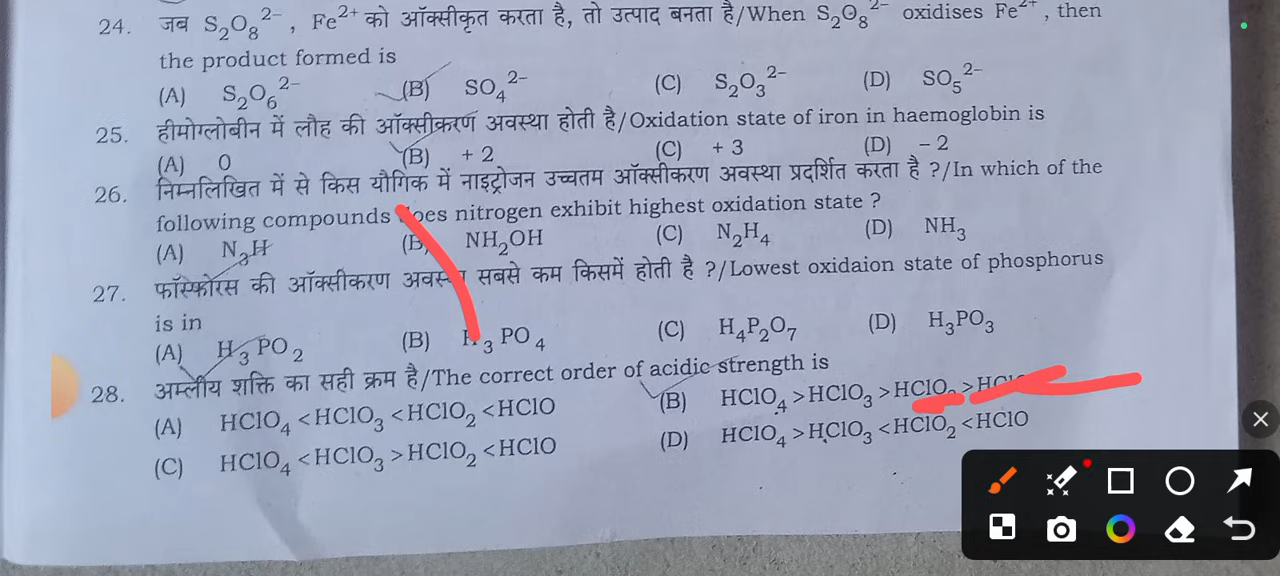 24. जब S₂O₈²⁻ , Fe²⁺ को ऑक्सीकृत करता है, तो उत्पाद बनता है/When S₂O₈²⁻ oxidises Fe²⁺ , then
the product formed is
(A) S₂O₆²⁻ (B) SO₄²⁻ (C) S₂O₃²⁻ (D) SO₅²⁻
25. हीमोग्लोबीन में लौह की ऑक्सीकरण अवस्था होती है/Oxidation state of iron in haemoglobin is
(A) 0 (B) + 2 (C) + 3 (D) – 2
26. निम्नलिखित में से किस यौगिक में नाइट्रोजन उच्चतम ऑक्सीकरण अवस्था प्रदर्शित करता है ?/In which of the
following compounds does nitrogen exhibit highest oxidation state ?
(A) N₃H (B) NH₂OH (C) N₂H₄ (D) NH₃
27. फॉस्फोरस की ऑक्सीकरण अवस्था सबसे कम किसमें होती है ?/Lowest oxidaion state of phosphorus
is in
(A) H₃PO₂ (B) H₃PO₄ (C) H₄P₂O₇ (D) H₃PO₃
28. अम्लीय शक्ति का सही क्रम है/The correct order of acidic strength is
(A) HClO₄ < HClO₃ < HClO₂ < HClO (B) HClO₄ > HClO₃ > HClO₂ >
(C) HClO₄ < HClO₃ > HClO₂ < HClO (D) HClO₄ > HClO₃ < HClO₂ < HClO